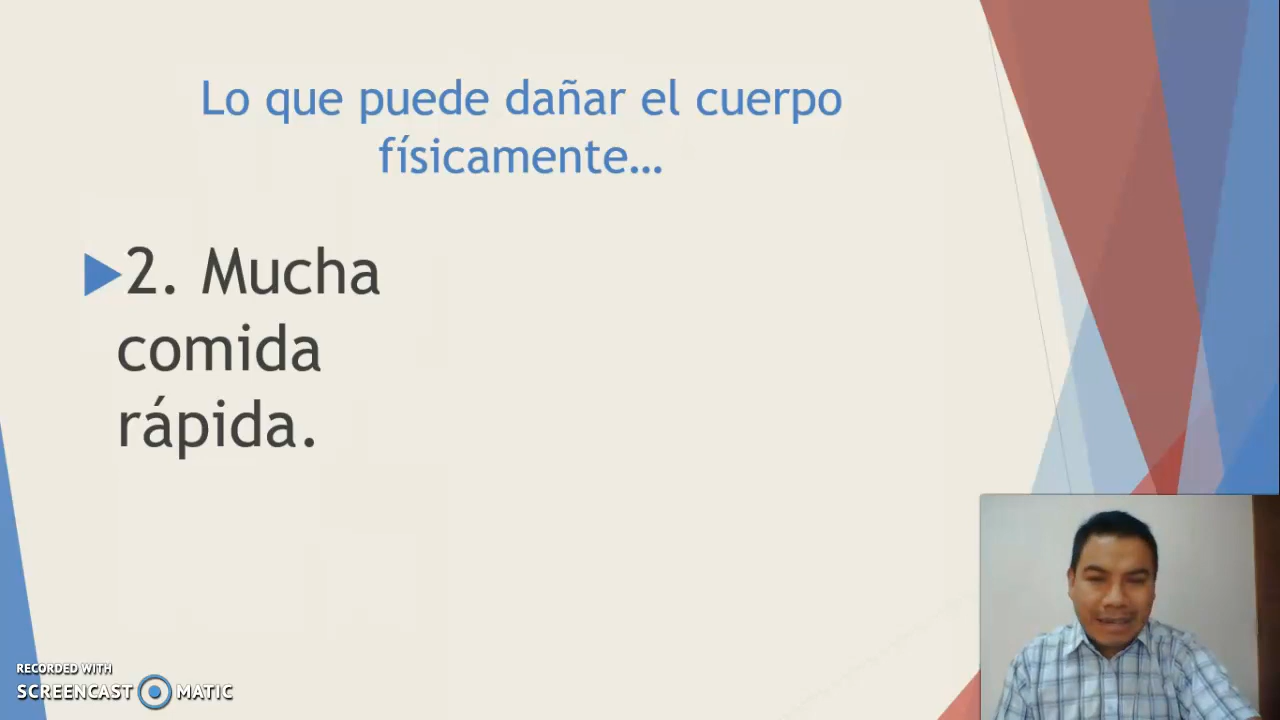 Lo que puede dañar el cuerpo
físicamente…
2. Mucha
comida
rápida.
RECORDED WITH
SCREENCAST MATIC